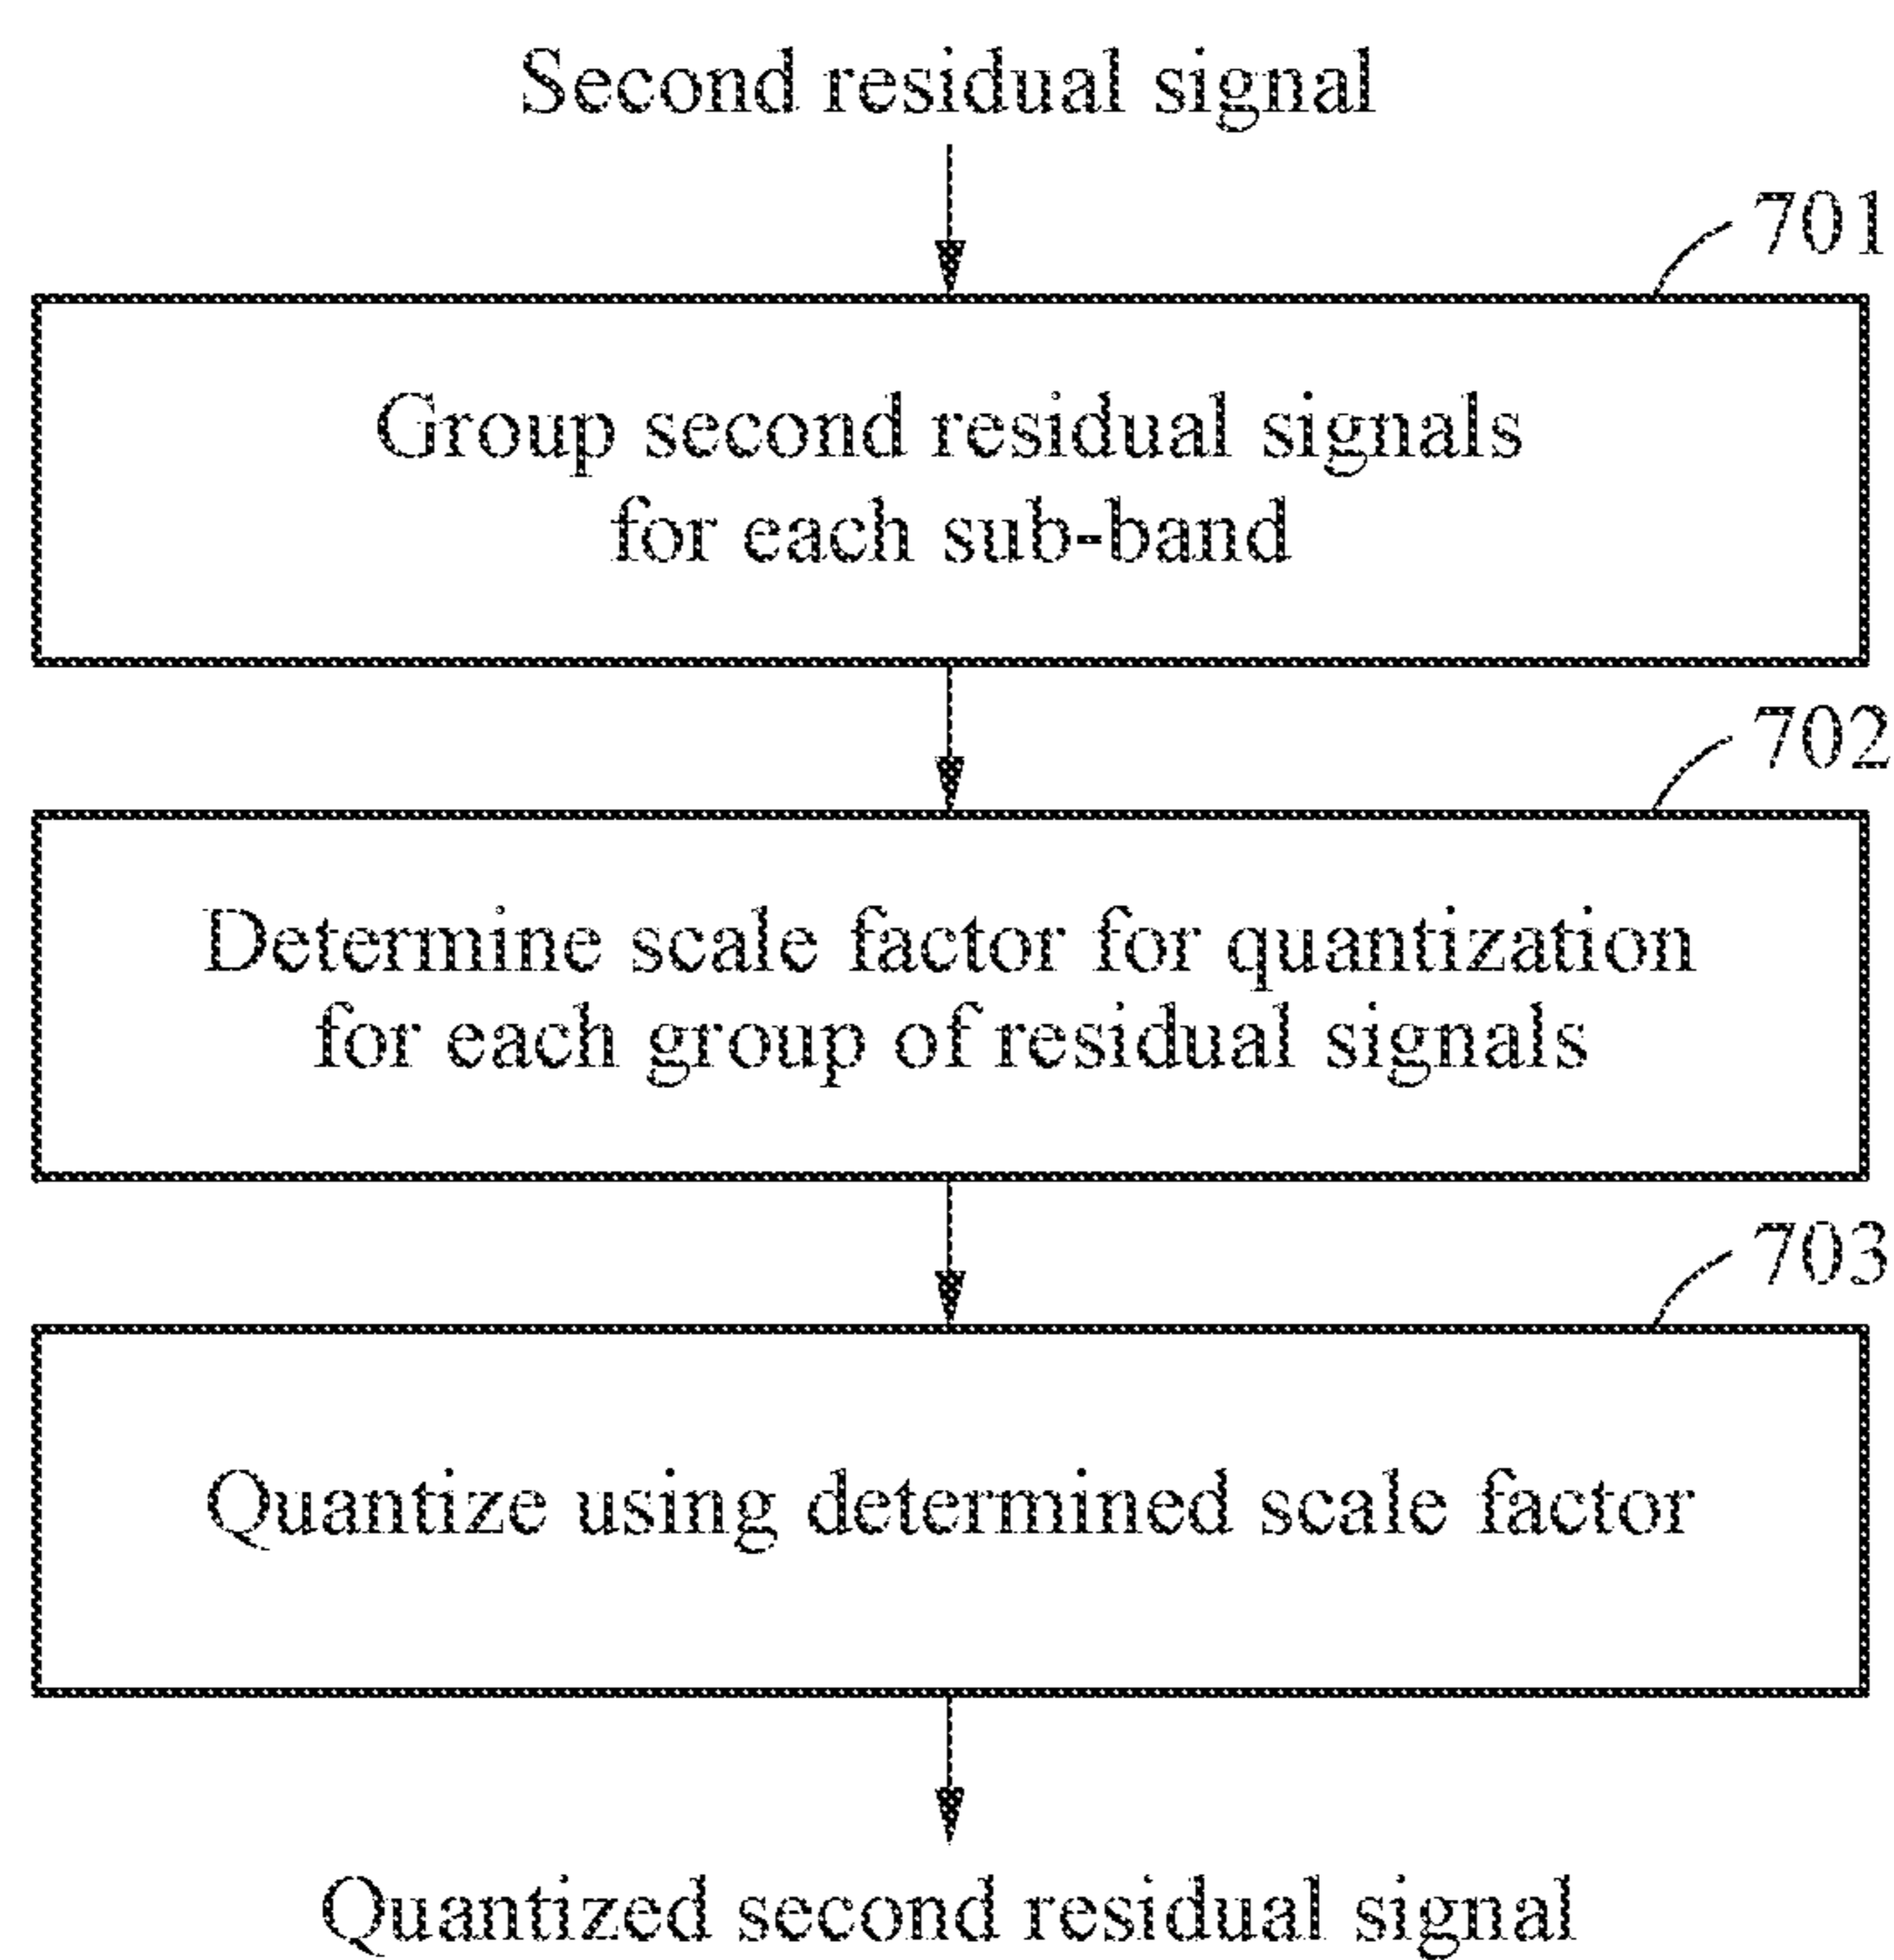 Second residual signal
701
Group second residual signals
for each sub-band
702
Determine scale factor for quantization
for each group of residual signals
703
Quantize using determined scale factor
Quantized second residual signal